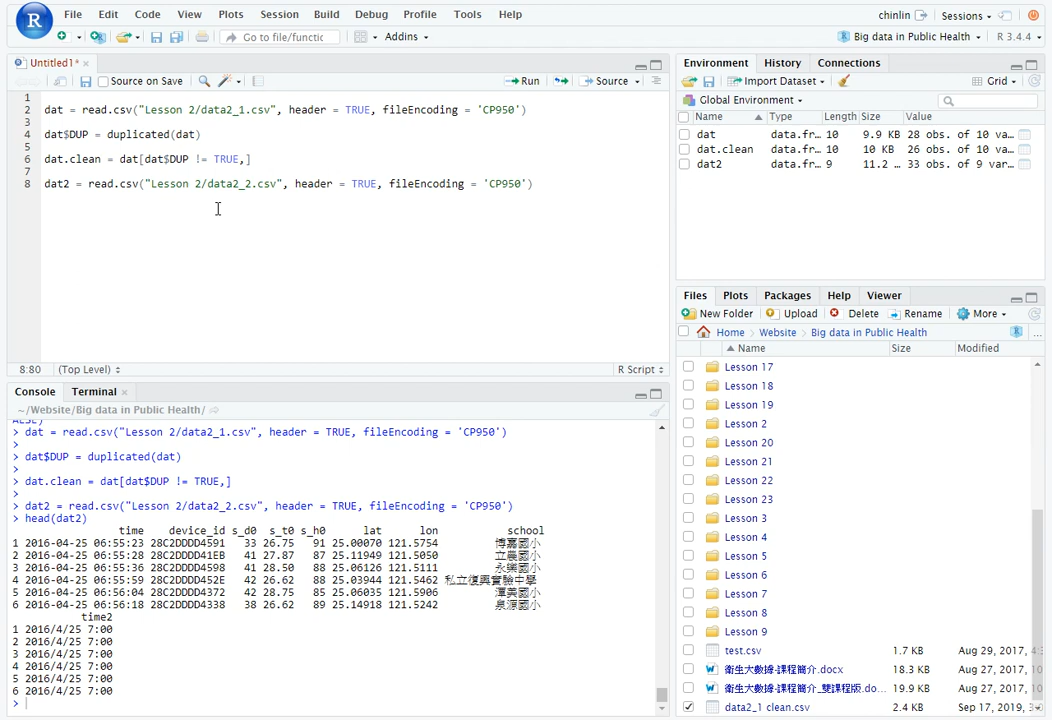 R File Edit Code View Plots Session Build Debug Profile Tools Help chinlin Sessions
Go to file/functic Addins Big data in Public Health R 3.4.4
Untitled1* ×
Source on Save Run Source
1
2 dat = read.csv("Lesson 2/data2_1.csv", header = TRUE, fileEncoding = 'CP950')
3
4 dat$DUP = duplicated(dat)
5
6 dat.clean = dat[dat$DUP != TRUE,]
7
8 dat2 = read.csv("Lesson 2/data2_2.csv", header = TRUE, fileEncoding = 'CP950')
8:80 (Top Level) R Script
Console Terminal ×
~/Website/Big data in Public Health/
> dat = read.csv("Lesson 2/data2_1.csv", header = TRUE, fileEncoding = 'CP950')
>
> dat$DUP = duplicated(dat)
>
> dat.clean = dat[dat$DUP != TRUE,]
>
> dat2 = read.csv("Lesson 2/data2_2.csv", header = TRUE, fileEncoding = 'CP950')
> head(dat2)
time device_id s_d0 s_t0 s_h0 lat lon school
1 2016-04-25 06:55:23 28C2DDDD4591 33 26.75 91 25.00070 121.5754 博嘉國小
2 2016-04-25 06:55:28 28C2DDDD41EB 41 27.87 87 25.11949 121.5050 立農國小
3 2016-04-25 06:55:36 28C2DDDD4598 41 28.50 88 25.06126 121.5111 永樂國小
4 2016-04-25 06:55:59 28C2DDDD452E 42 26.62 88 25.03944 121.5462 私立復興實驗中學
5 2016-04-25 06:56:04 28C2DDDD4372 42 28.75 85 25.06035 121.5906 潭美國小
6 2016-04-25 06:56:18 28C2DDDD4338 38 26.62 89 25.14918 121.5242 泉源國小
time2
1 2016/4/25 7:00
2 2016/4/25 7:00
3 2016/4/25 7:00
4 2016/4/25 7:00
5 2016/4/25 7:00
6 2016/4/25 7:00
>
Environment History Connections
Import Dataset Grid
Global Environment
Name Type Length Size Value
dat data.fr… 10 9.9 KB 28 obs. of 10 va…
dat.clean data.fr… 10 10 KB 26 obs. of 10 va…
dat2 data.fr… 9 11.2 … 33 obs. of 9 var…
Files Plots Packages Help Viewer
New Folder Upload Delete Rename More
Home Website Big data in Public Health ...
Name Size Modified
Lesson 17
Lesson 18
Lesson 19
Lesson 2
Lesson 20
Lesson 21
Lesson 22
Lesson 23
Lesson 3
Lesson 4
Lesson 5
Lesson 6
Lesson 7
Lesson 8
Lesson 9
test.csv 1.7 KB Aug 29, 2017, 4:
衛生大數據-課程簡介.docx 18.3 KB Aug 27, 2017, 10
衛生大數據-課程簡介_雙課程版.do... 19.9 KB Aug 27, 2017, 10
data2_1 clean.csv 2.4 KB Sep 17, 2019, 3:0